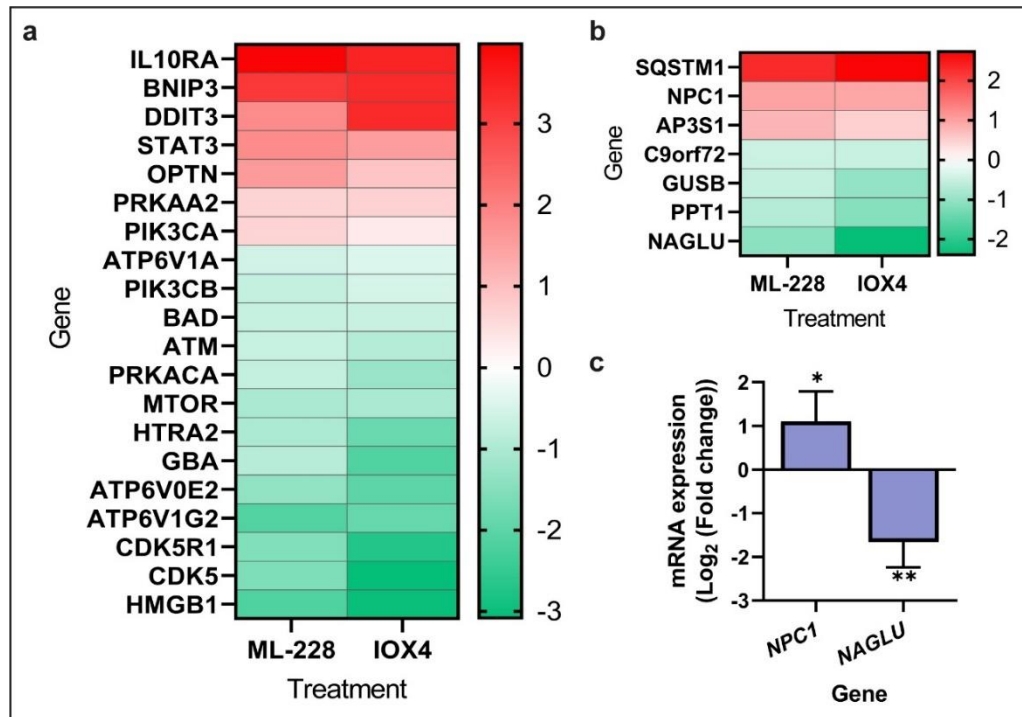 a
IL10RA
BNIP3
DDIT3
STAT3
OPTN
PRKAA2
PIK3CA
ATP6V1A
PIK3CB
BAD
ATM
PRKACA
MTOR
HTRA2
GBA
ATP6V0E2
ATP6V1G2
CDK5R1
CDK5
HMGB1
Gene
ML-228 IOX4
Treatment
3
2
1
0
-1
-2
-3
b
SQSTM1
NPC1
AP3S1
C9orf72
GUSB
PPT1
NAGLU
Gene
ML-228 IOX4
Treatment
2
1
0
-1
-2
c
mRNA expression
(Log2 (Fold change))
2
1
0
-1
-2
-3
*
**
NPC1 NAGLU
Gene